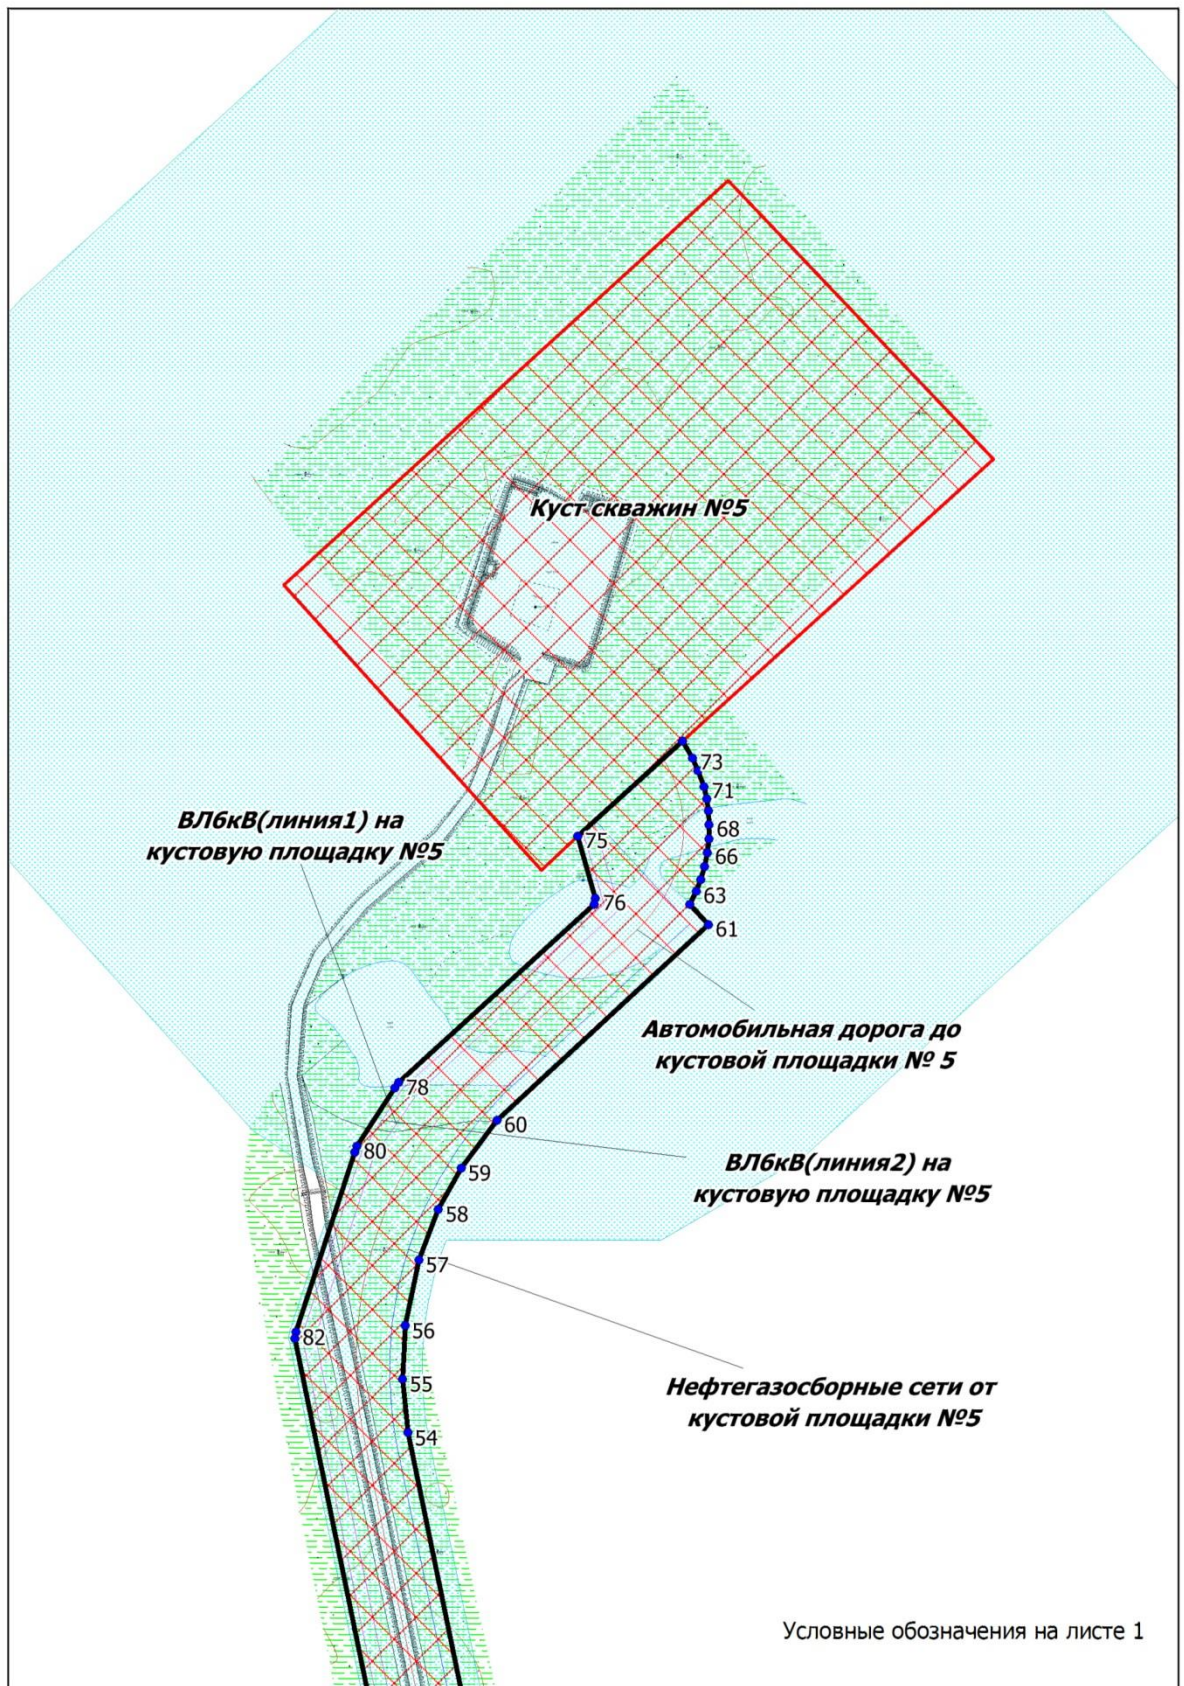 Куст скважин №5
73
71
68
66
63
61
75
76
ВЛ6кВ(линия1) на
кустовую площадку №5
Автомобильная дорога до
кустовой площадки № 5
78
80
60
59
58
57
56
55
54
82
ВЛ6кВ(линия2) на
кустовую площадку №5
Нефтегазосборные сети от
кустовой площадки №5
Условные обозначения на листе 1